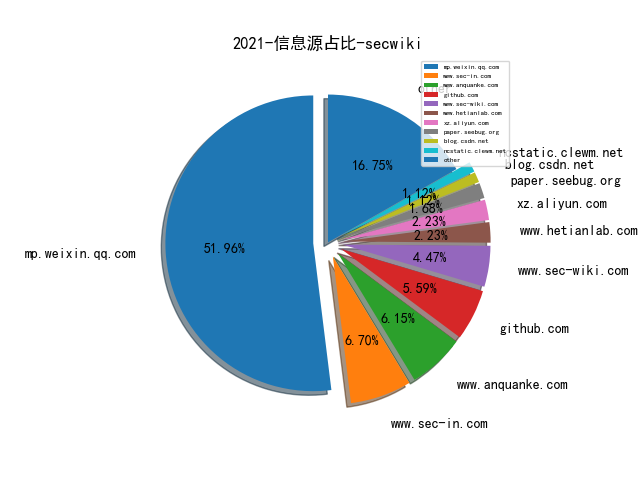 2021-信息源占比-secwiki
mp.weixin.qq.com
www.sec-in.com
www.anquanke.com
github.com
www.sec-wiki.com
www.hetianlab.com
xz.aliyun.com
paper.seebug.org
blog.csdn.net
ncstatic.clewm.net
other
other
ncstatic.clewm.net
blog.csdn.net
paper.seebug.org
xz.aliyun.com
www.hetianlab.com
www.sec-wiki.com
github.com
www.anquanke.com
www.sec-in.com
mp.weixin.qq.com
16.75%
1.12%
1.12%
1.68%
2.23%
2.23%
4.47%
5.59%
6.15%
6.70%
51.96%